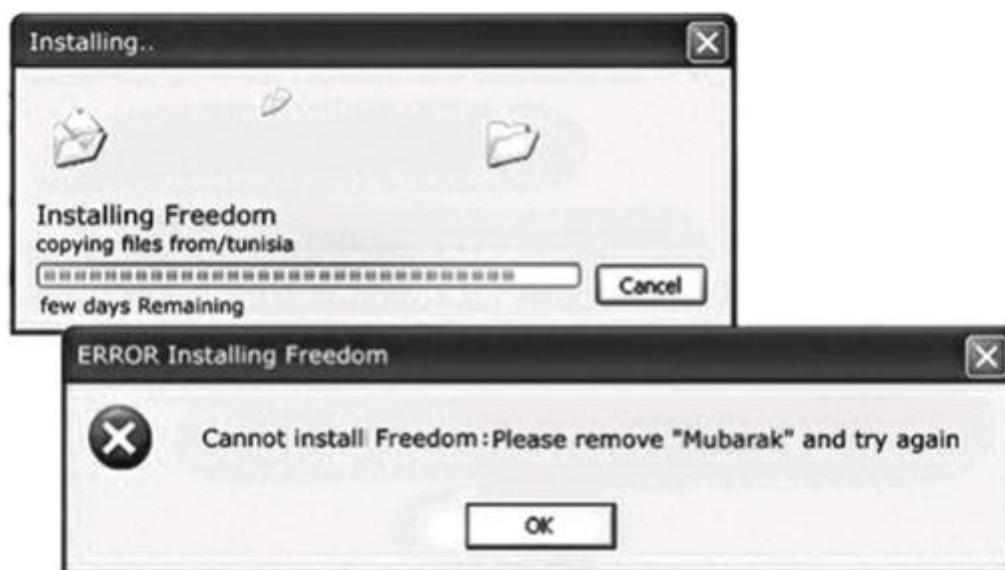 Installing..
Installing Freedom
copying files from/tunisia
Cancel
few days Remaining
ERROR Installing Freedom
Cannot install Freedom:Please remove "Mubarak" and try again
OK